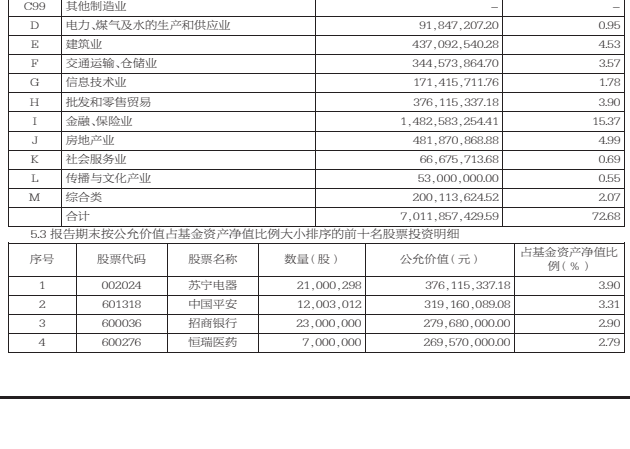 C99 其他制造业 – –
D 电力、煤气及水的生产和供应业 91,847,207.20 0.95
E 建筑业 437,092,540.28 4.53
F 交通运输、仓储业 344,573,864.70 3.57
G 信息技术业 171,415,711.76 1.78
H 批发和零售贸易 376,115,337.18 3.90
I 金融、保险业 1,482,583,254.41 15.37
J 房地产业 481,870,868.88 4.99
K 社会服务业 66,675,713.68 0.69
L 传播与文化产业 53,000,000.00 0.55
M 综合类 200,113,624.52 2.07
合计 7,011,857,429.59 72.68
5.3 报告期末按公允价值占基金资产净值比例大小排序的前十名股票投资明细
序号 股票代码 股票名称 数量(股) 公允价值(元) 占基金资产净值比
例(%)
1 002024 苏宁电器 21,000,298 376,115,337.18 3.90
2 601318 中国平安 12,003,012 319,160,089.08 3.31
3 600036 招商银行 23,000,000 279,680,000.00 2.90
4 600276 恒瑞医药 7,000,000 269,570,000.00 2.79